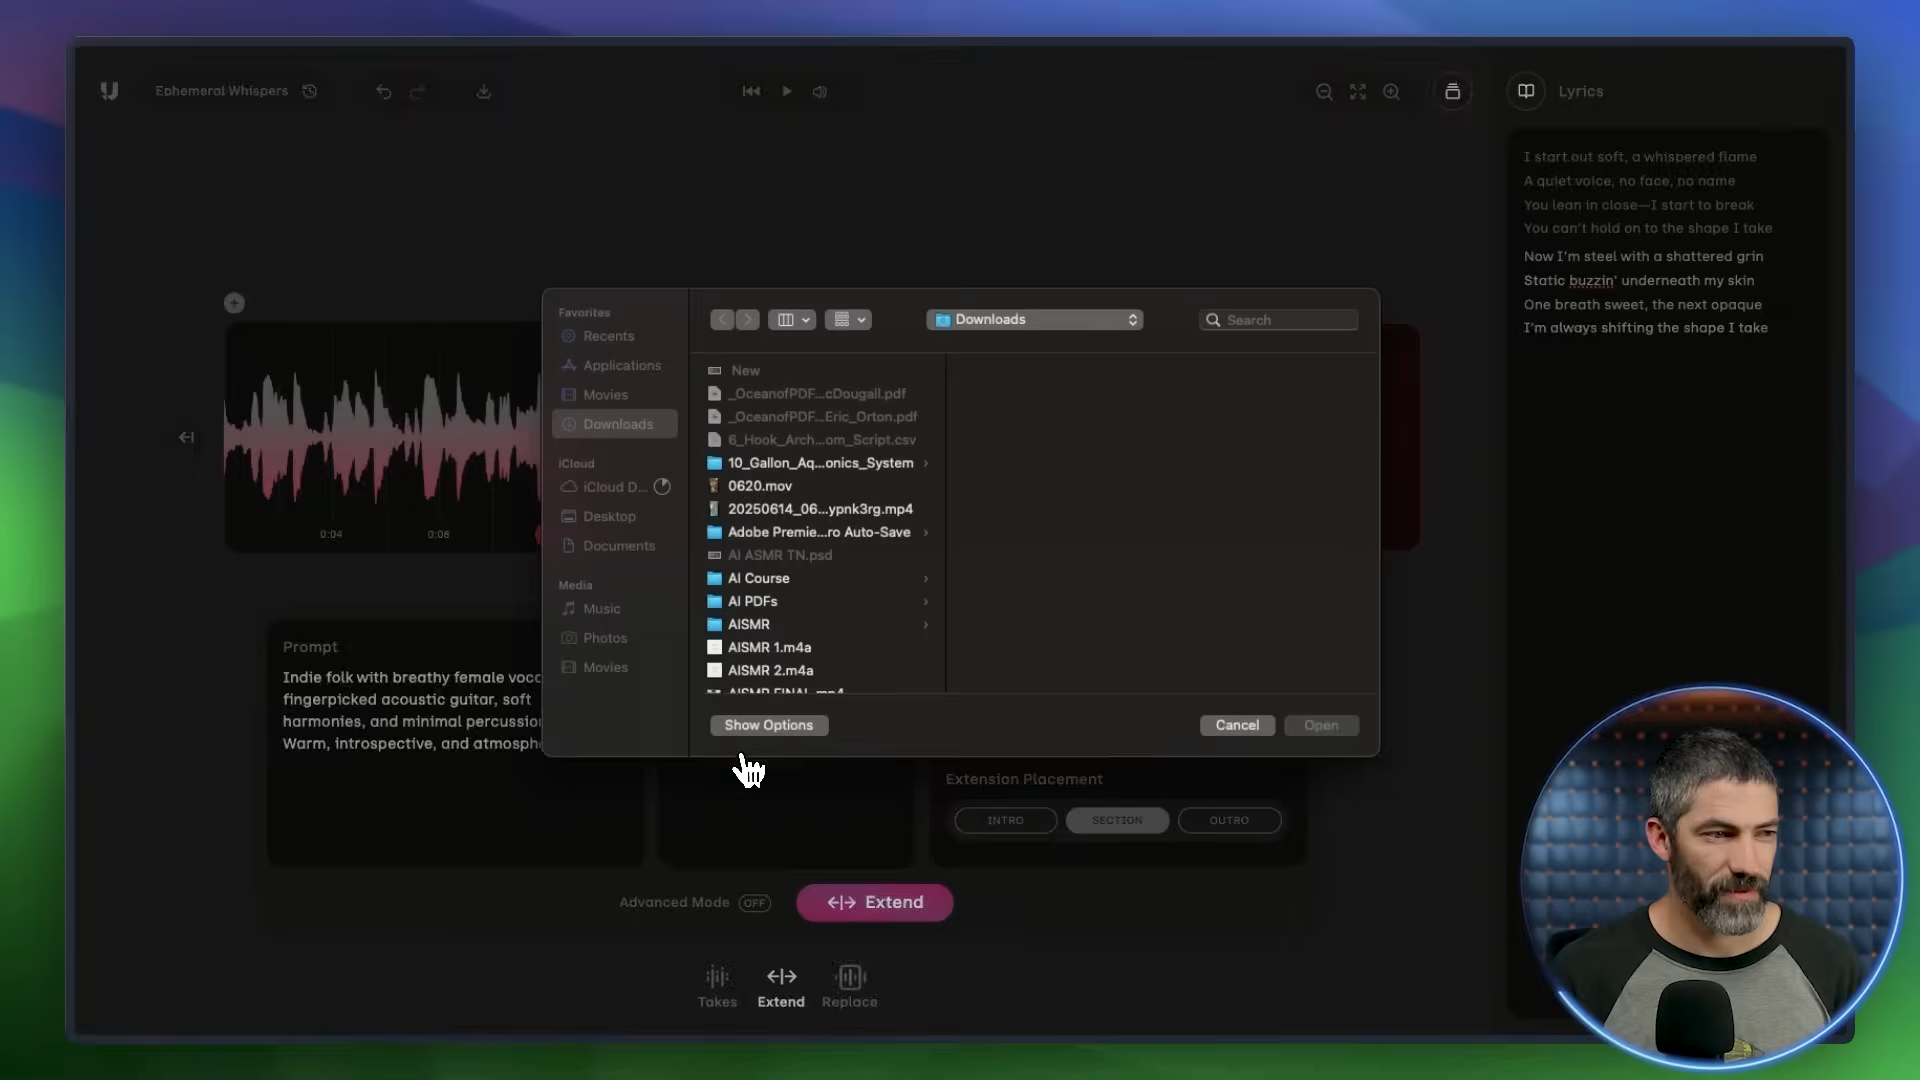 Ephemeral Whispers
Lyrics
I start out soft, a whispered flame
A quiet voice, no face, no name
You lean in close—I start to break
You can't hold on to the shape I take
Now I'm steel with a shattered grin
Static buzzin' underneath my skin
One breath sweet, the next opaque
I'm always shifting the shape I take
0:04
0:08
Favorites
Recents
Applications
Movies
Downloads
iCloud
iCloud D...
Desktop
Documents
Media
Music
Photos
Movies
Downloads
Search
New
_OceanofPDF...cDougall.pdf
_OceanofPDF...Eric_Orton.pdf
6_Hook_Arch...om_Script.csv
10_Gallon_Aq...onics_System
0620.mov
20250614_06...ypnk3rg.mp4
Adobe Premie...ro Auto-Save
AI ASMR TN.psd
AI Course
AI PDFs
AISMR
AISMR 1.m4a
AISMR 2.m4a
AISMR FINAL.mp4
Show Options
Cancel
Open
Prompt
Indie folk with breathy female voc
fingerpicked acoustic guitar, soft
harmonies, and minimal percussion
Warm, introspective, and atmosph
Extension Placement
INTRO
SECTION
OUTRO
Advanced Mode OFF
Extend
Takes
Extend
Replace